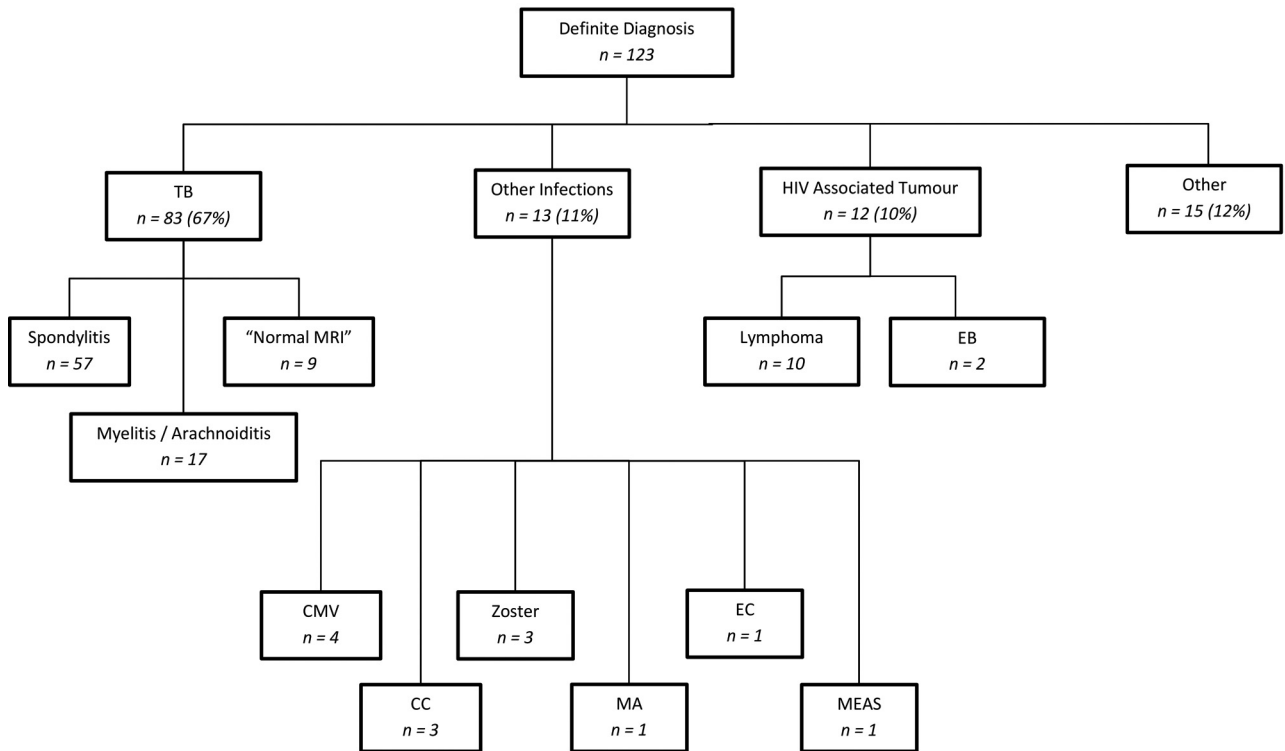 Definite Diagnosis
n = 123
TB
n = 83 (67%)
Other Infections
n = 13 (11%)
HIV Associated Tumour
n = 12 (10%)
Other
n = 15 (12%)
Spondylitis
n = 57
“Normal MRI”
n = 9
Myelitis / Arachnoiditis
n = 17
Lymphoma
n = 10
EB
n = 2
CMV
n = 4
Zoster
n = 3
EC
n = 1
CC
n = 3
MA
n = 1
MEAS
n = 1